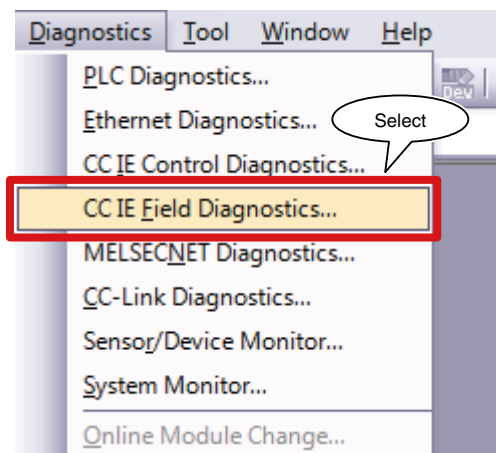 Diagnostics Tool Window Help
PLC Diagnostics...
Dev
Ethernet Diagnostics...
Select
CC IE Control Diagnostics...
CC IE Field Diagnostics...
MELSECNET Diagnostics...
CC-Link Diagnostics...
Sensor/Device Monitor...
System Monitor...
Online Module Change...